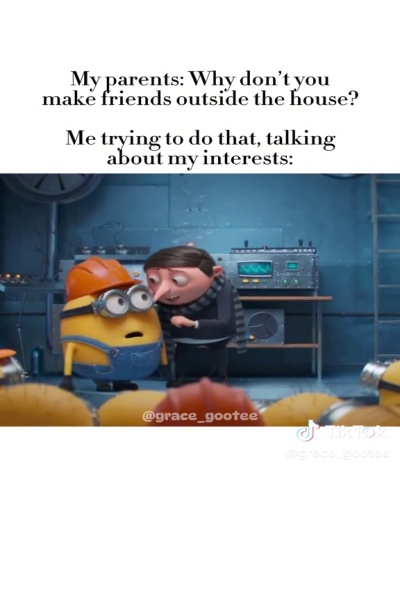 My parents: Why don't you
make friends outside the house?
Me trying to do that, talking
about my interests:
@grace_gootee
TikTok
@grace_gootee